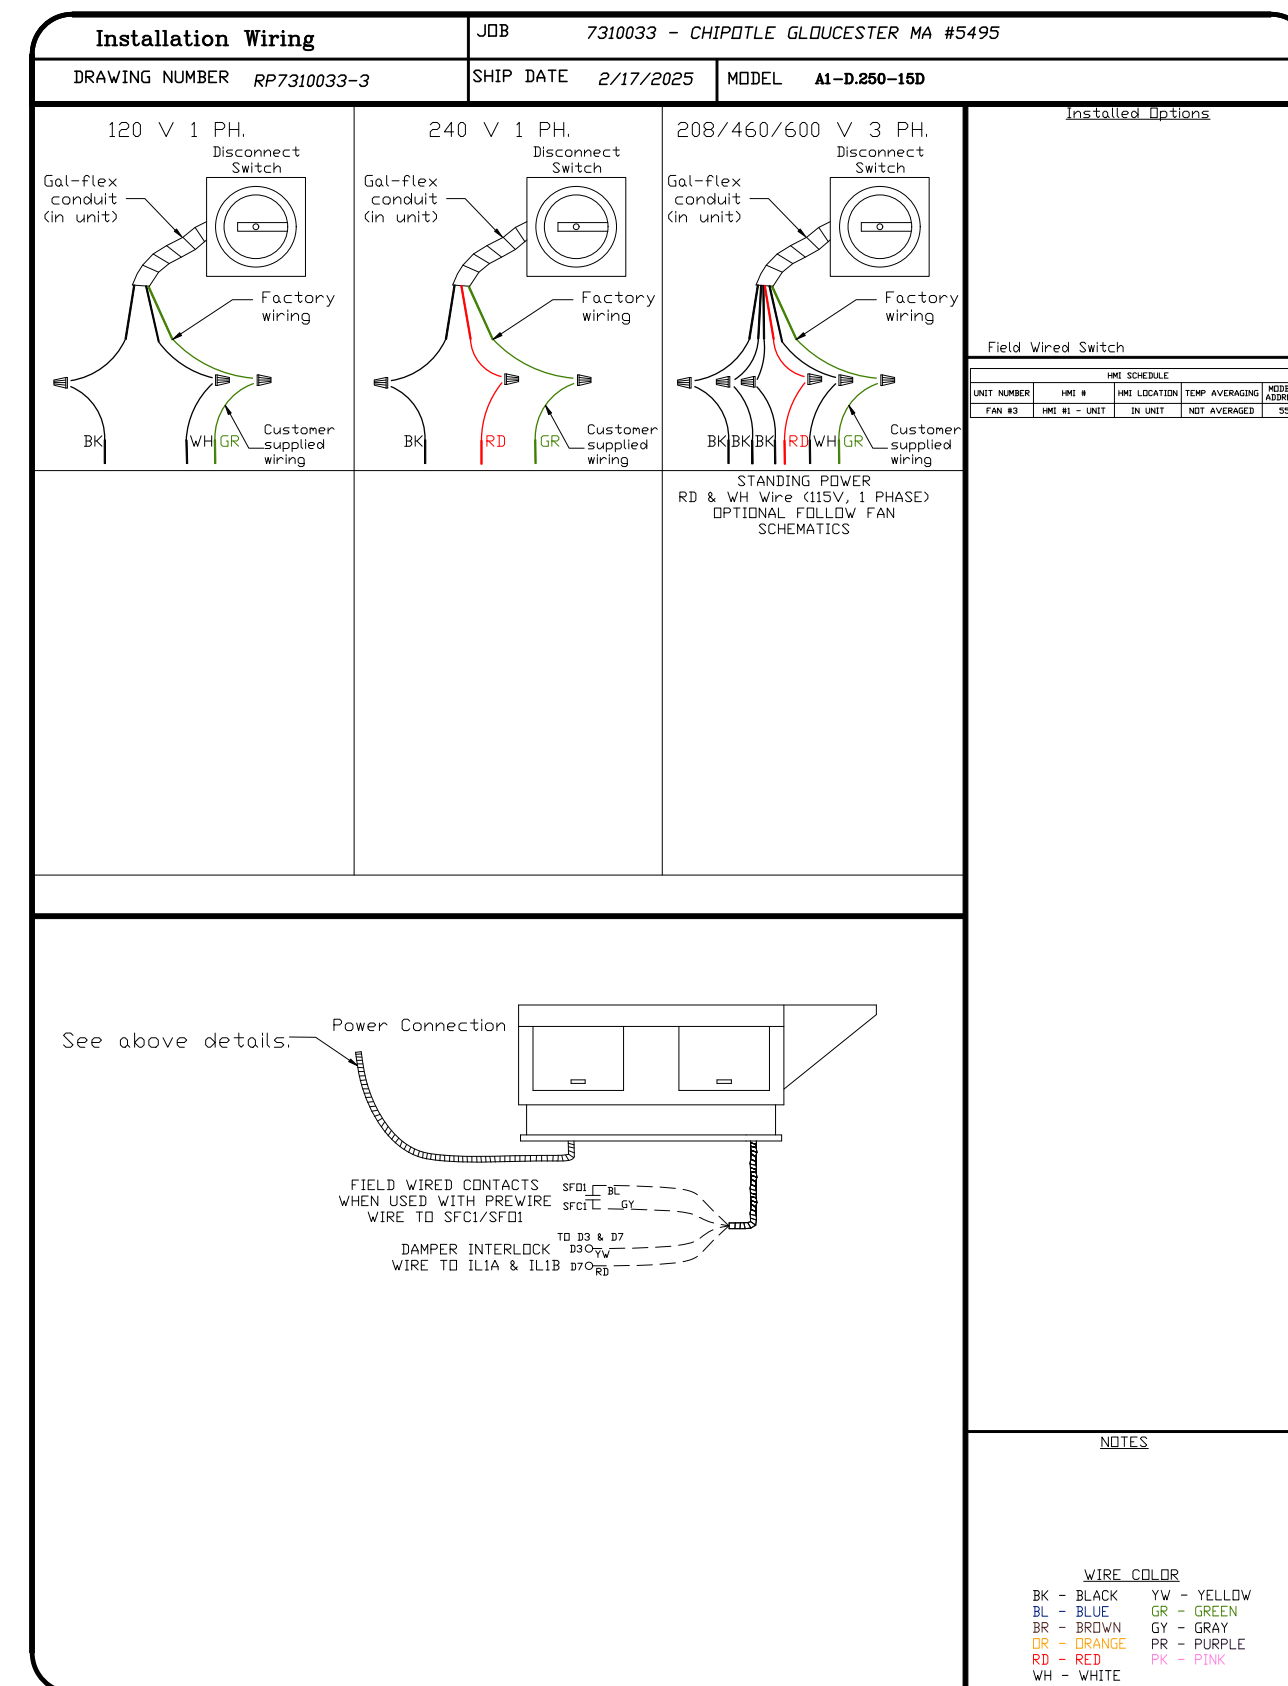 Installation Wiring
JOB 7310033 - CHIPOTLE GLOUCESTER MA #5495
DRAWING NUMBER RP7310033-3
SHIP DATE 2/17/2025
MODEL A1-D.250-15D
120 V 1 PH.
Disconnect
Switch
Gal-flex
conduit
(in unit)
Factory
wiring
BK WH GR
Customer
supplied
wiring
240 V 1 PH.
Disconnect
Switch
Gal-flex
conduit
(in unit)
Factory
wiring
BK RD GR
Customer
supplied
wiring
208/460/600 V 3 PH.
Disconnect
Switch
Gal-flex
conduit
(in unit)
Factory
wiring
BK BK BK RD WH GR
Customer
supplied
wiring
STANDING POWER
RD & WH Wire (115V, 1 PHASE)
OPTIONAL FOLLOW FAN
SCHEMATICS
Installed Options
Field Wired Switch
HMI SCHEDULE
UNIT NUMBER HMI # HMI LOCATION TEMP AVERAGING
FAN #3 HMI #1 - UNIT IN UNIT NOT AVERAGED 55
See above details.
Power Connection
FIELD WIRED CONTACTS
WHEN USED WITH PREWIRE
WIRE TO SFC1/SFO1
SFO1 BL
SFC1 GY
TO D3 & D7
DAMPER INTERLOCK
WIRE TO IL1A & IL1B
D3 YW
D7 RD
NOTES
WIRE COLOR
BK - BLACK YW - YELLOW
BL - BLUE GR - GREEN
BR - BROWN GY - GRAY
OR - ORANGE PR - PURPLE
RD - RED PK - PINK
WH - WHITE